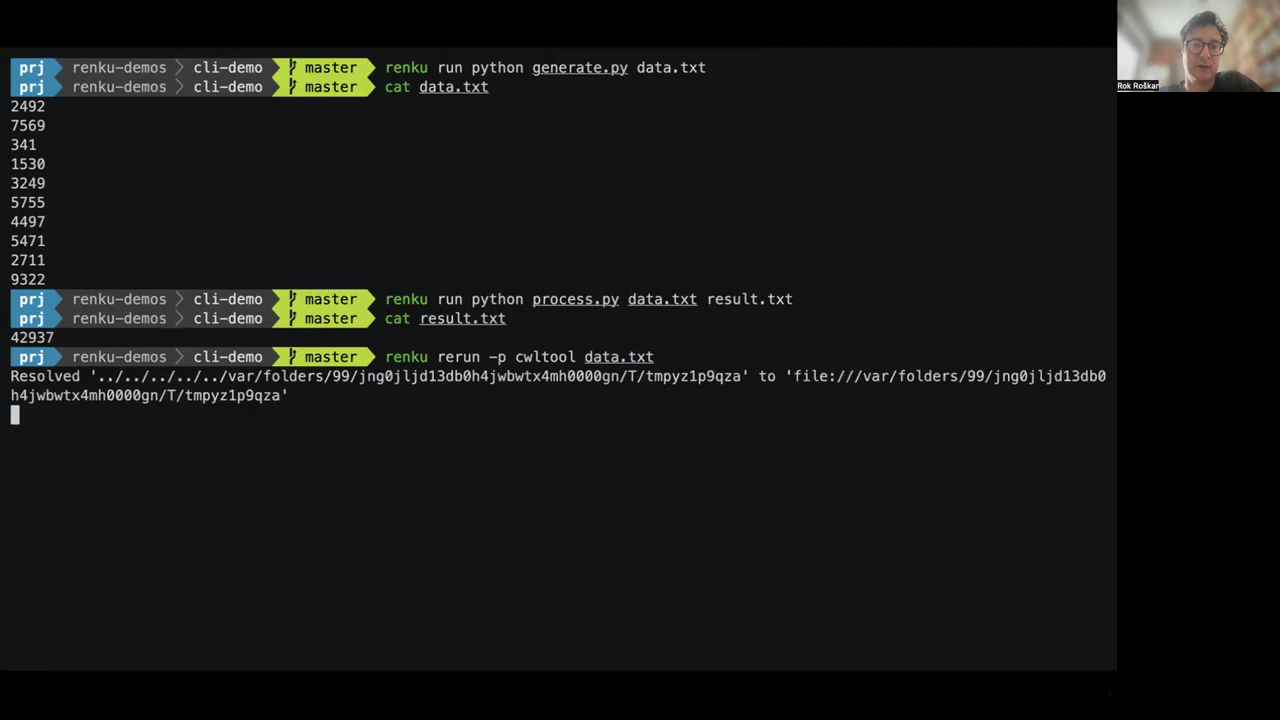 prj renku-demos cli-demo master renku run python generate.py data.txt
prj renku-demos cli-demo master cat data.txt
2492
7569
341
1530
3249
5755
4497
5471
2711
9322
prj renku-demos cli-demo master renku run python process.py data.txt result.txt
prj renku-demos cli-demo master cat result.txt
42937
prj renku-demos cli-demo master renku rerun -p cwltool data.txt
Resolved '../../../../../var/folders/99/jng0jljd13db0h4jwbwtx4mh0000gn/T/tmpyz1p9qza' to 'file:///var/folders/99/jng0jljd13db0
h4jwbwtx4mh0000gn/T/tmpyz1p9qza'
Rok Roškar